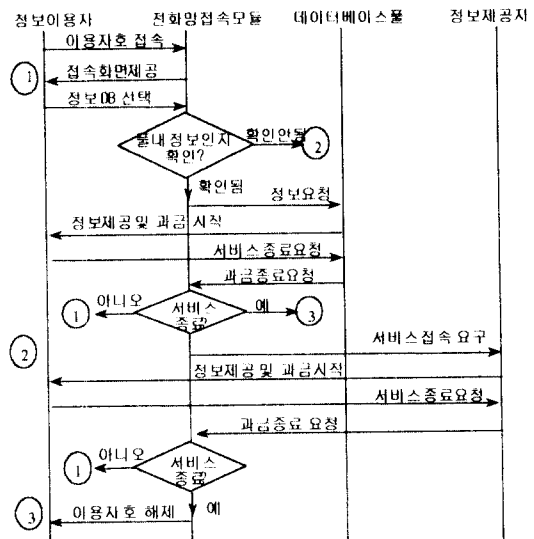 정보이용자 전화망접속모듈 데이터베이스풀 정보제공자
이용자호 접속
1
접속화면제공
정보DB 선택
풀내 정보인지
확인?
확인안됨
2
확인됨
정보요청
정보제공 및 과금 시작
서비스종료요청
과금종료요청
1
아니오
서비스
종료?
예
3
2
서비스접속 요구
정보제공 및 과금시작
서비스종료요청
과금종료 요청
1
아니오
서비스
종료?
예
3
이용자호 해제